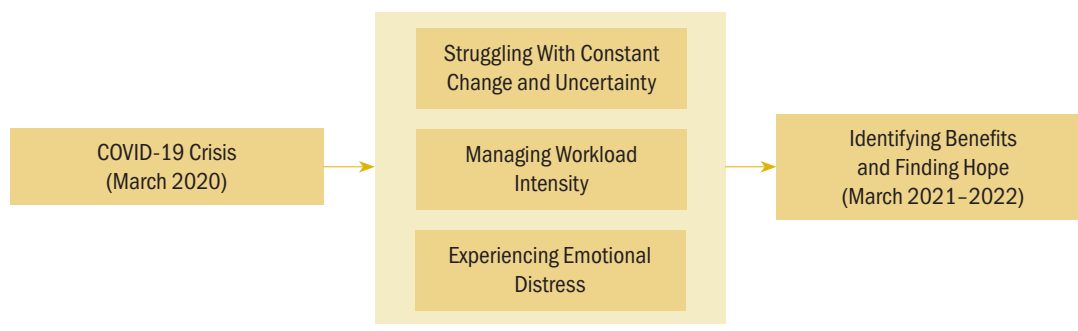 COVID-19 Crisis
(March 2020)
Struggling With Constant
Change and Uncertainty
Managing Workload
Intensity
Experiencing Emotional
Distress
Identifying Benefits
and Finding Hope
(March 2021–2022)